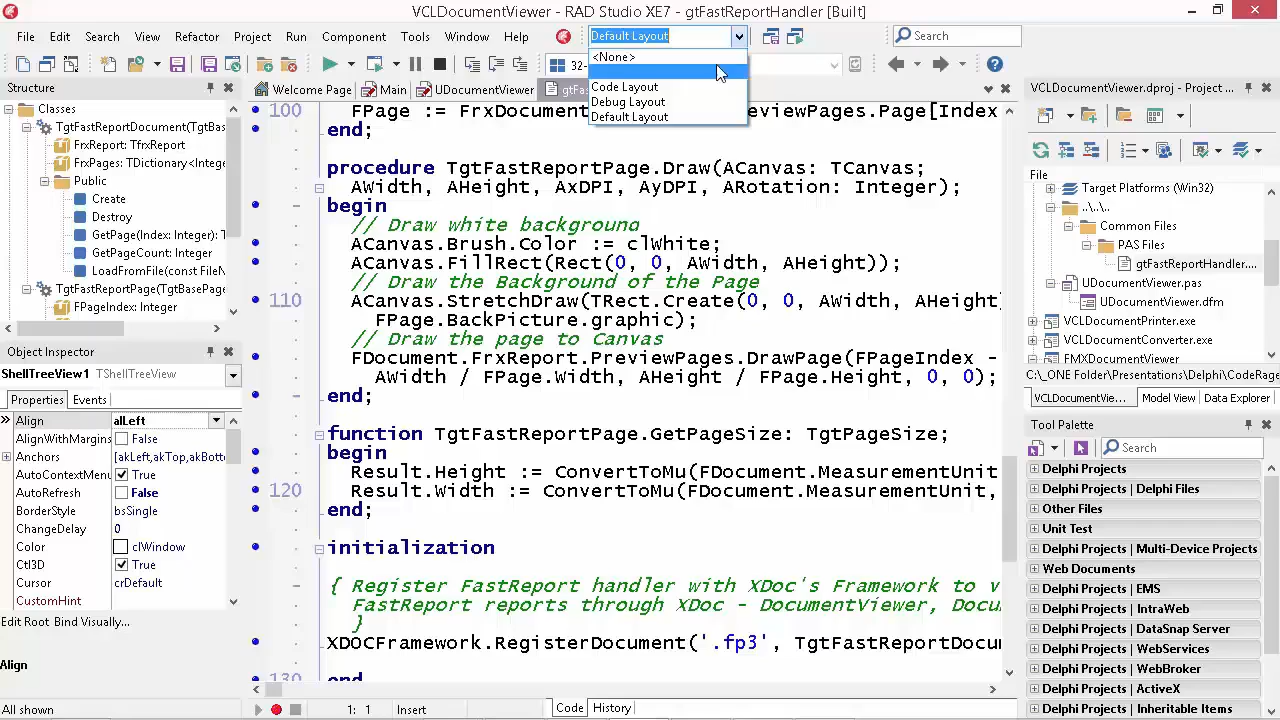 VCLDocumentViewer - RAD Studio XE7 - gtFastReportHandler [Built]
File Edit Search View Refactor Project Run Component Tools Window Help
Default Layout
Search
<None>
Code Layout
Debug Layout
Default Layout
32-
Structure
Classes
TgtFastReportDocument(TgtBas
FrxReport: TfrxReport
FrxPages: TDictionary<Integer
Public
Create
Destroy
GetPage(Index: Integer): T
GetPageCount: Integer
LoadFromFile(const FileN
TgtFastReportPage(TgtBasePag
FPageIndex: Integer
Object Inspector
ShellTreeView1 TShellTreeView
Properties Events
Align alLeft
AlignWithMargins False
Anchors [akLeft,akTop,akBott
AutoContextMenu True
AutoRefresh False
BorderStyle bsSingle
ChangeDelay 0
Color clWindow
Ctl3D True
Cursor crDefault
CustomHint
Edit Root Bind Visually...
Align
All shown
Welcome Page Main UDocumentViewer gtFas
100 FPage := FrxDocum eviewPages.Page[Index
end;
procedure TgtFastReportPage.Draw(ACanvas: TCanvas;
AWidth, AHeight, AxDPI, AyDPI, ARotation: Integer);
begin
// Draw white background
ACanvas.Brush.Color := clWhite;
ACanvas.FillRect(Rect(0, 0, AWidth, AHeight));
// Draw the Background of the Page
110 ACanvas.StretchDraw(TRect.Create(0, 0, AWidth, AHeight)
FPage.BackPicture.graphic);
// Draw the page to Canvas
FDocument.FrxReport.PreviewPages.DrawPage(FPageIndex -
AWidth / FPage.Width, AHeight / FPage.Height, 0, 0);
end;
function TgtFastReportPage.GetPageSize: TgtPageSize;
begin
Result.Height := ConvertToMu(FDocument.MeasurementUnit
120 Result.Width := ConvertToMu(FDocument.MeasurementUnit,
end;
initialization
{ Register FastReport handler with XDoc's Framework to v
FastReport reports through XDoc - DocumentViewer, Docu
}
XDOCFramework.RegisterDocument('.fp3', TgtFastReportDocu
130 end
1: 1 Insert Code History
VCLDocumentViewer.dproj - Project ...
File
Target Platforms (Win32)
..\..\..
Common Files
PAS Files
gtFastReportHandler....
UDocumentViewer.pas
UDocumentViewer.dfm
VCLDocumentPrinter.exe
VCLDocumentConverter.exe
FMXDocumentViewer
C:\_ONE Folder\Presentations\Delphi\CodeRag
VCLDocumentVie... Model View Data Explorer
Tool Palette
Search
Delphi Projects
Delphi Projects | Delphi Files
Other Files
Unit Test
Delphi Projects | Multi-Device Projects
Web Documents
Delphi Projects | EMS
Delphi Projects | IntraWeb
Delphi Projects | DataSnap Server
Delphi Projects | WebServices
Delphi Projects | WebBroker
Delphi Projects | ActiveX
Delphi Projects | Inheritable Items